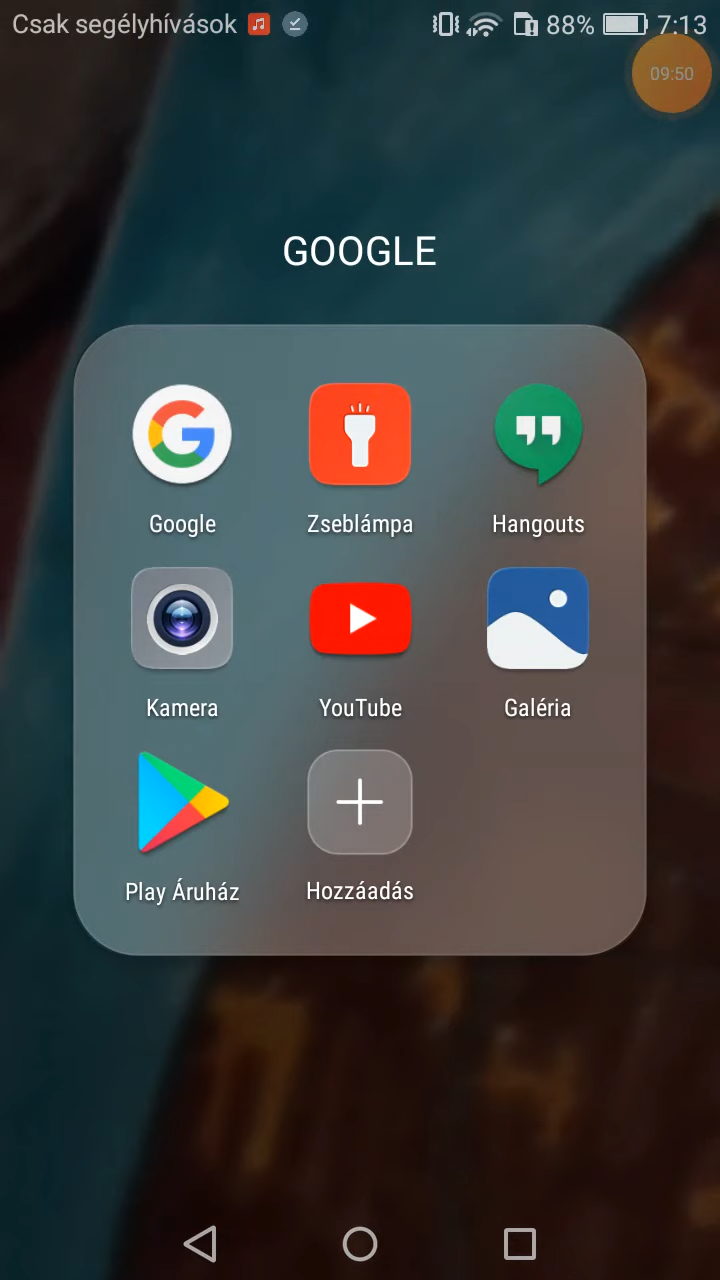 Csak segélyhívások 88% 7:13
09:50
GOOGLE
Google Zseblámpa Hangouts
Kamera YouTube Galéria
Play Áruház Hozzáadás